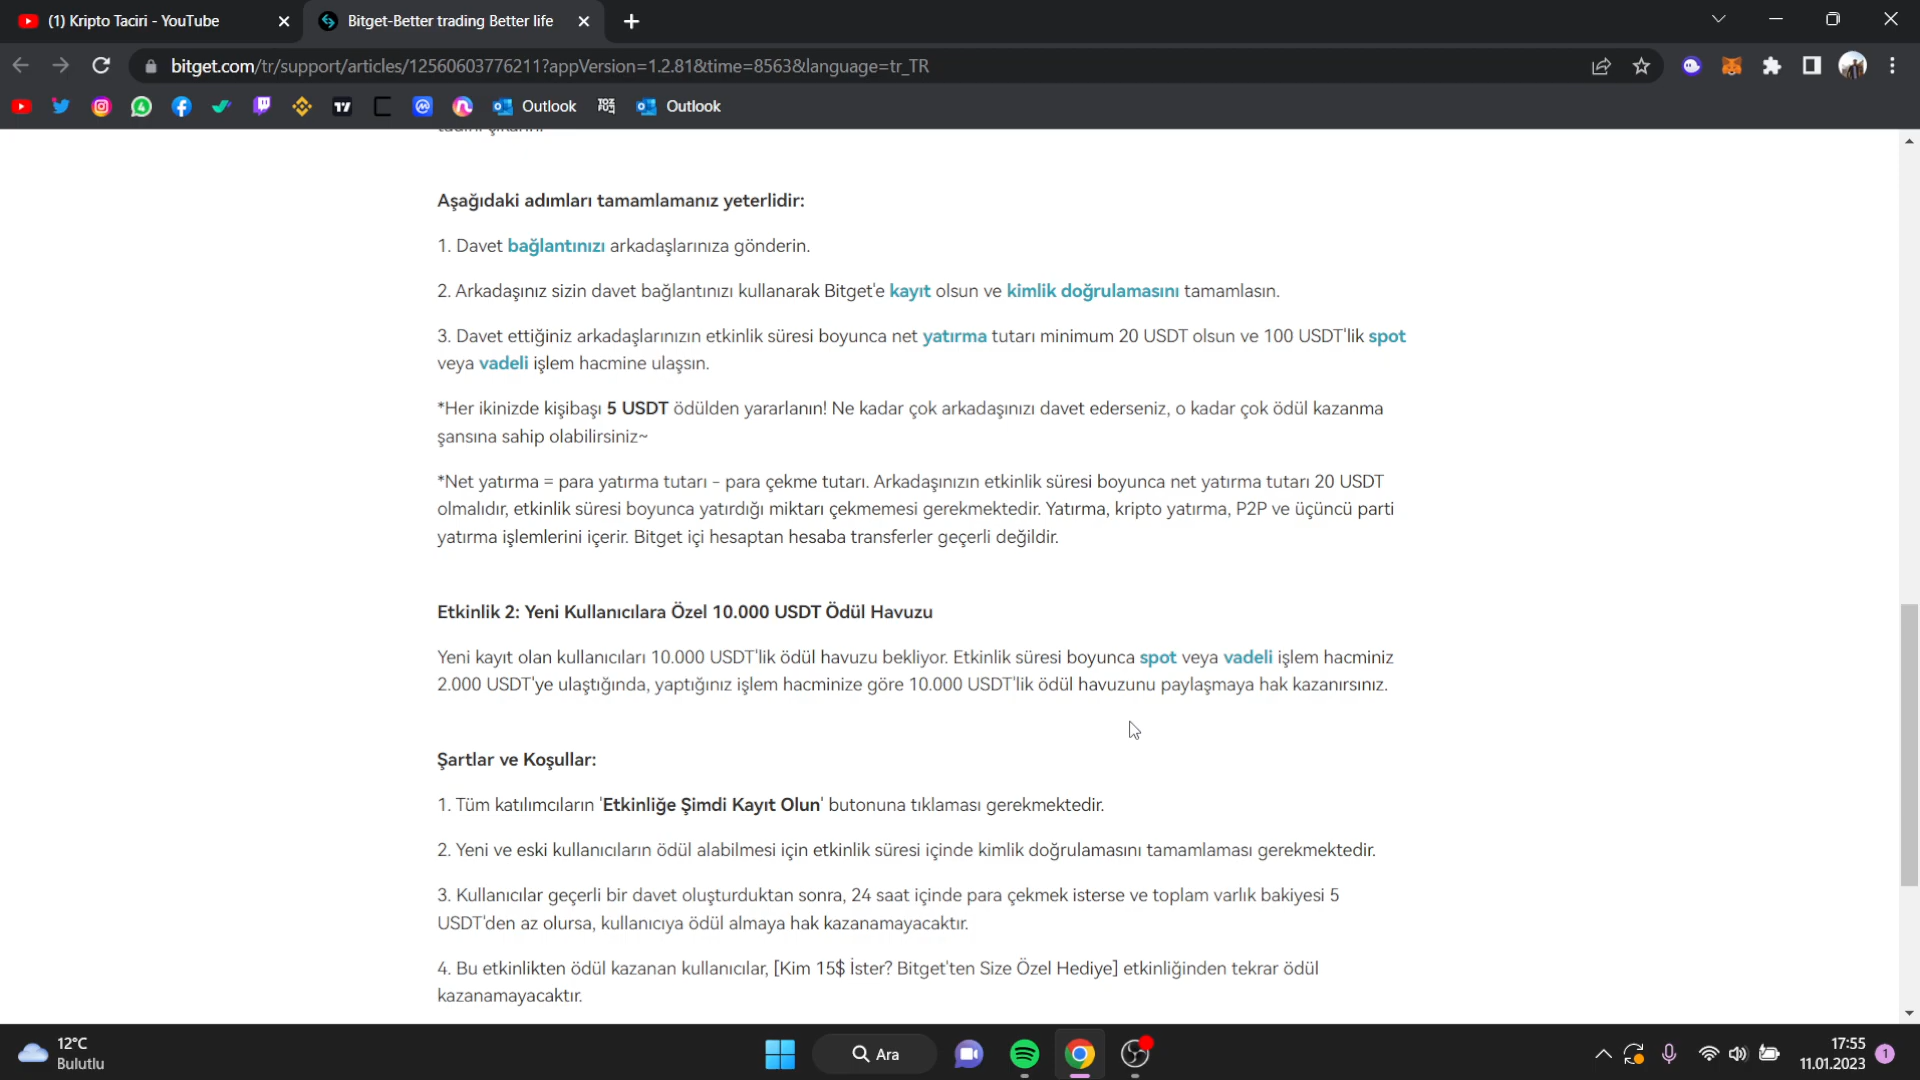 (1) Kripto Taciri - YouTube
Bitget-Better trading Better life
bitget.com/tr/support/articles/12560603776211?appVersion=1.2.81&time=8563&language=tr_TR
Outlook
Outlook
Aşağıdaki adımları tamamlamanız yeterlidir:
1. Davet bağlantınızı arkadaşlarınıza gönderin.
2. Arkadaşınız sizin davet bağlantınızı kullanarak Bitget'e kayıt olsun ve kimlik doğrulamasını tamamlasın.
3. Davet ettiğiniz arkadaşlarınızın etkinlik süresi boyunca net yatırma tutarı minimum 20 USDT olsun ve 100 USDT'lik spot
veya vadeli işlem hacmine ulaşsın.
*Her ikinizde kişibaşı 5 USDT ödülden yararlanın! Ne kadar çok arkadaşınızı davet ederseniz, o kadar çok ödül kazanma
şansına sahip olabilirsiniz~
*Net yatırma = para yatırma tutarı - para çekme tutarı. Arkadaşınızın etkinlik süresi boyunca net yatırma tutarı 20 USDT
olmalıdır, etkinlik süresi boyunca yatırdığı miktarı çekmemesi gerekmektedir. Yatırma, kripto yatırma, P2P ve üçüncü parti
yatırma işlemlerini içerir. Bitget içi hesaptan hesaba transferler geçerli değildir.
Etkinlik 2: Yeni Kullanıcılara Özel 10.000 USDT Ödül Havuzu
Yeni kayıt olan kullanıcıları 10.000 USDT'lik ödül havuzu bekliyor. Etkinlik süresi boyunca spot veya vadeli işlem hacminiz
2.000 USDT'ye ulaştığında, yaptığınız işlem hacminize göre 10.000 USDT'lik ödül havuzunu paylaşmaya hak kazanırsınız.
Şartlar ve Koşullar:
1. Tüm katılımcıların 'Etkinliğe Şimdi Kayıt Olun' butonuna tıklaması gerekmektedir.
2. Yeni ve eski kullanıcıların ödül alabilmesi için etkinlik süresi içinde kimlik doğrulamasını tamamlaması gerekmektedir.
3. Kullanıcılar geçerli bir davet oluşturduktan sonra, 24 saat içinde para çekmek isterse ve toplam varlık bakiyesi 5
USDT'den az olursa, kullanıcıya ödül almaya hak kazanamayacaktır.
4. Bu etkinlikten ödül kazanan kullanıcılar, [Kim 15$ İster? Bitget'ten Size Özel Hediye] etkinliğinden tekrar ödül
kazanamayacaktır.
12°C
Bulutlu
Ara
17:55
11.01.2023
1